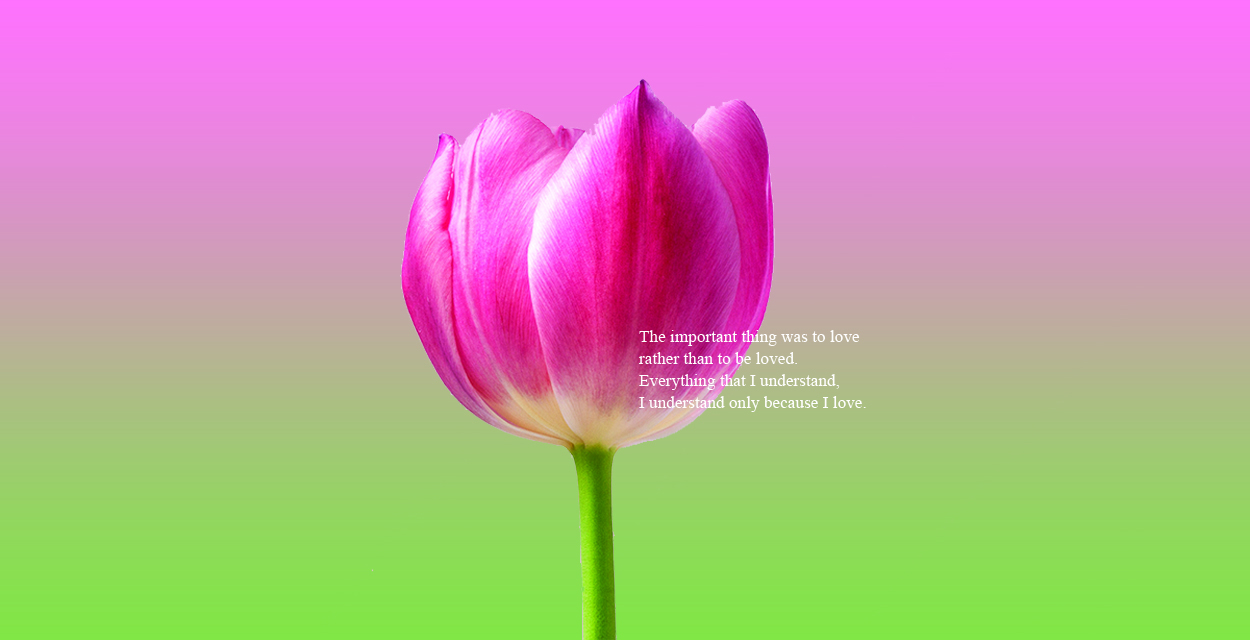 The important thing was to love
rather than to be loved.
Everything that I understand,
I understand only because I love.